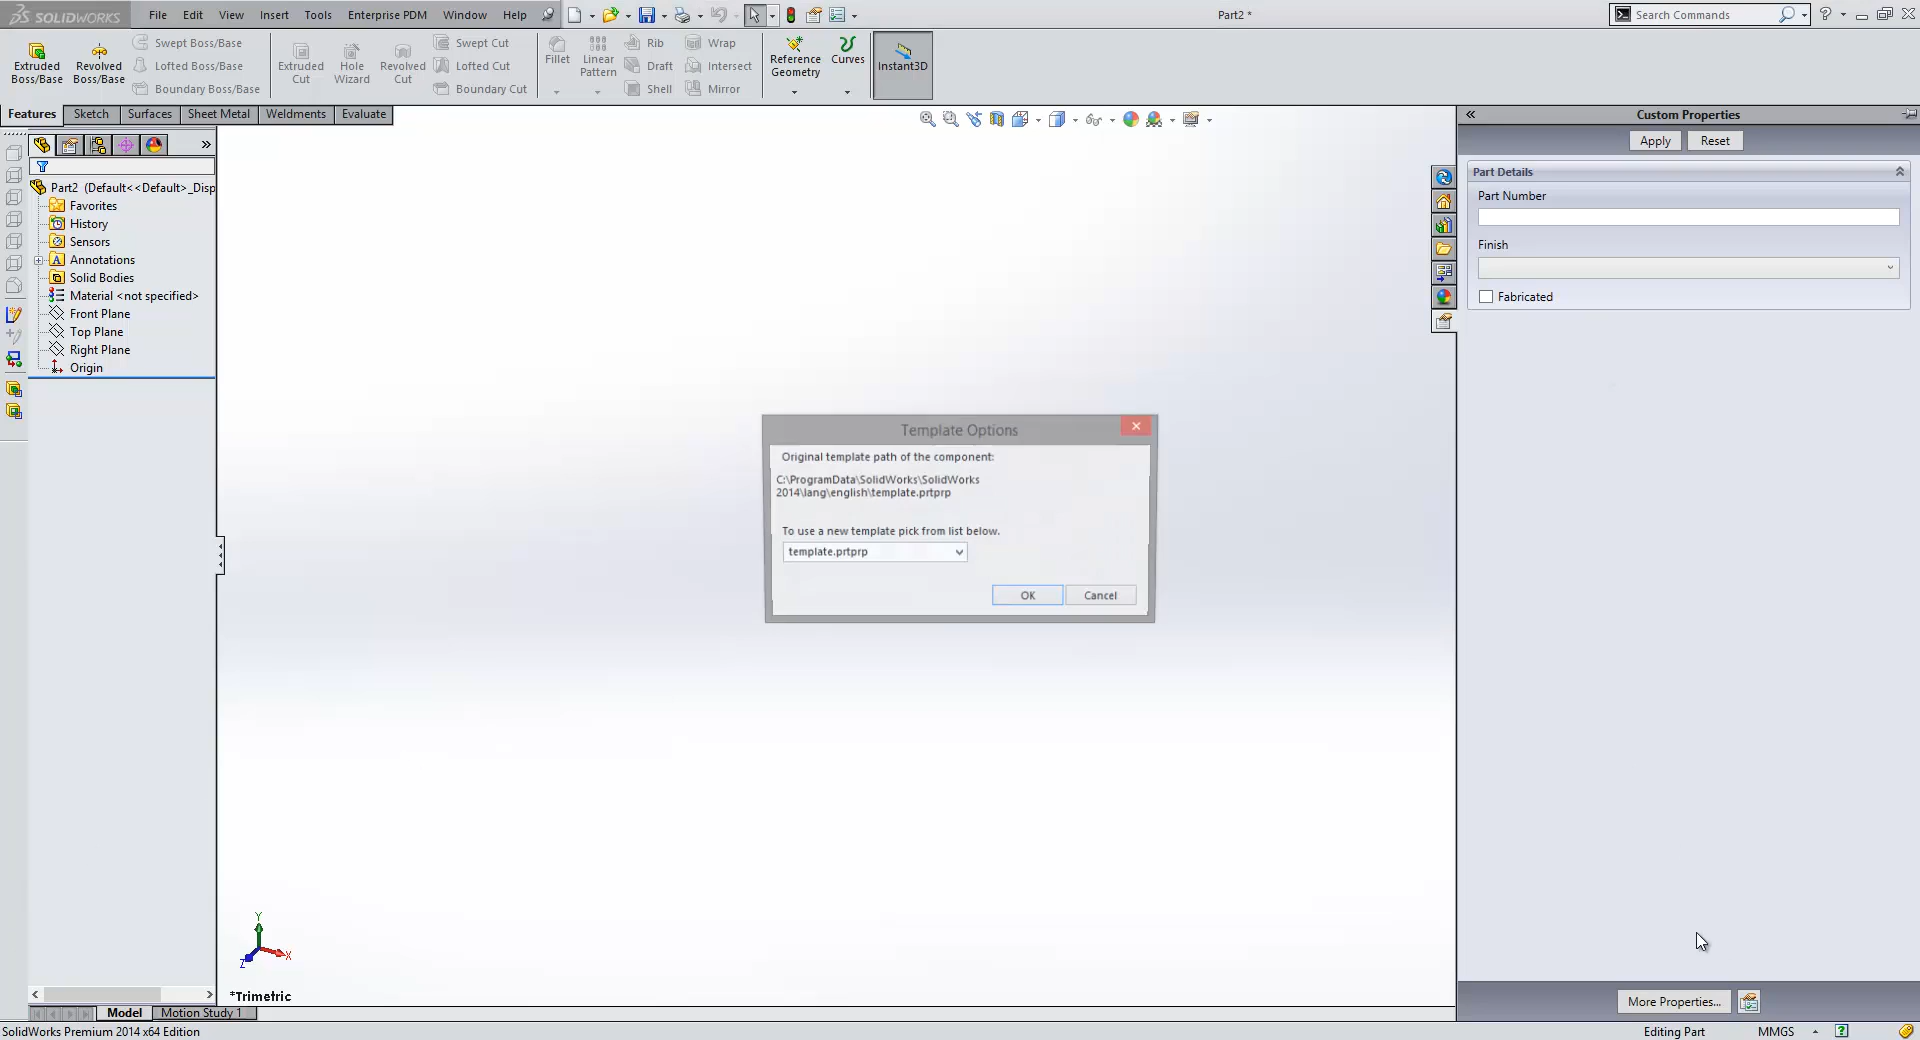 SOLIDWORKS
File Edit View Insert Tools Enterprise PDM Window Help
Part2 *
Search Commands
Extruded Boss/Base
Revolved Boss/Base
Swept Boss/Base
Lofted Boss/Base
Boundary Boss/Base
Extruded Cut
Hole Wizard
Revolved Cut
Swept Cut
Lofted Cut
Boundary Cut
Fillet
Linear Pattern
Rib
Draft
Shell
Wrap
Intersect
Mirror
Reference Geometry
Curves
Instant3D
Features Sketch Surfaces Sheet Metal Weldments Evaluate
Part2 (Default<<Default>_Disp
Favorites
History
Sensors
A Annotations
Solid Bodies
Material <not specified>
Front Plane
Top Plane
Right Plane
Origin
Template Options
Original template path of the component:
C:\ProgramData\SolidWorks\SolidWorks
2014\lang\english\template.prtprp
To use a new template pick from list below.
template.prtprp
OK Cancel
Custom Properties
Apply Reset
Part Details
Part Number
Finish
Fabricated
More Properties...
Y
X
Z
*Trimetric
Model Motion Study 1
SolidWorks Premium 2014 x64 Edition
Editing Part MMGS